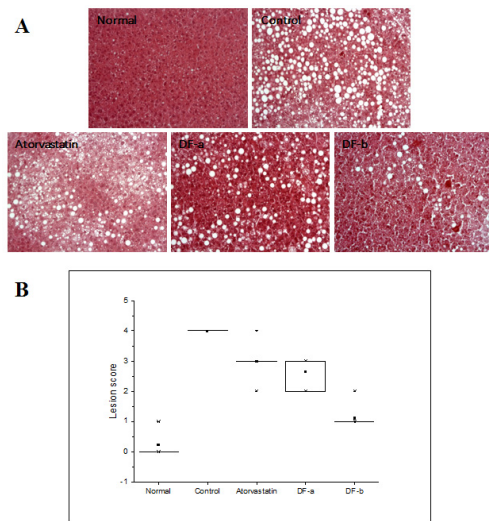 A
Normal
Control
Atorvastatin
DF-a
DF-b
B
Lesion score
5
4
3
2
1
0
-1
Normal Control Atorvastatin DF-a DF-b